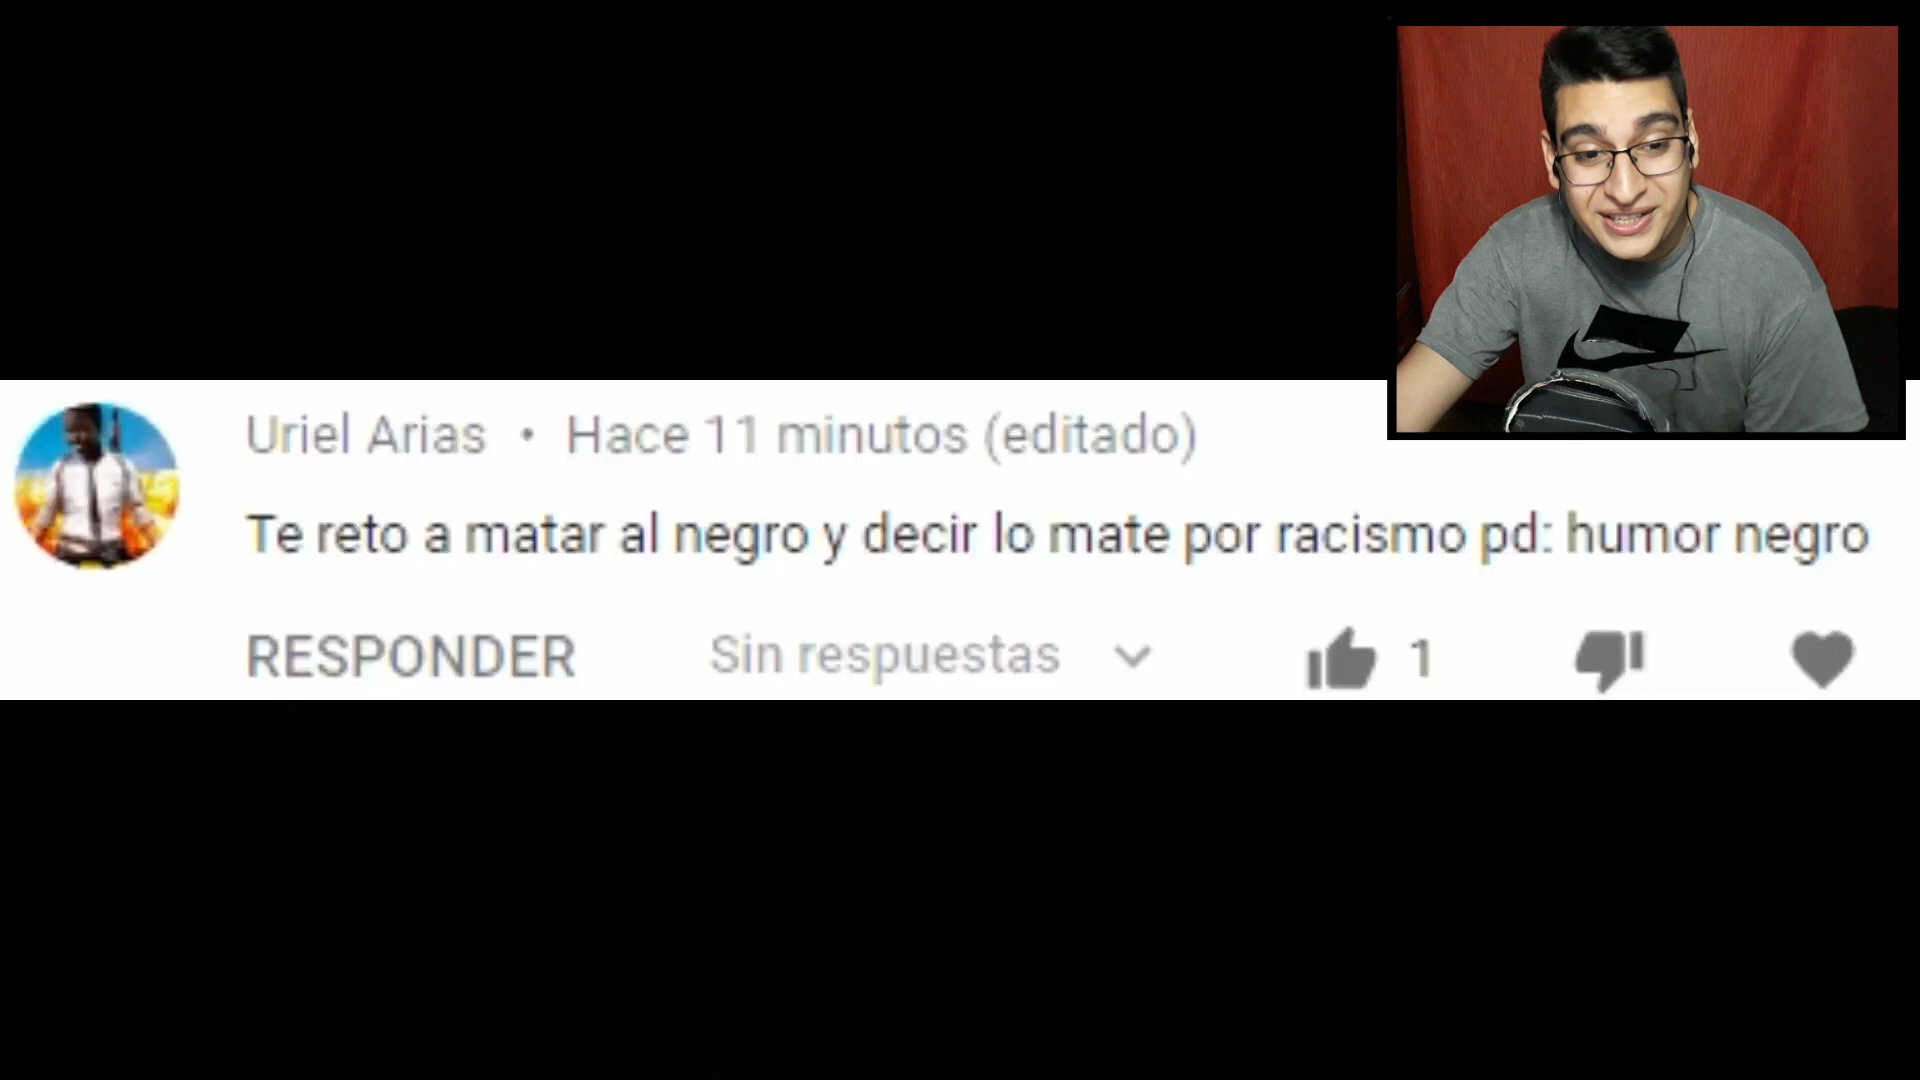 Uriel Arias • Hace 11 minutos (editado)
Te reto a matar al negro y decir lo mate por racismo pd: humor negro
RESPONDER Sin respuestas 1